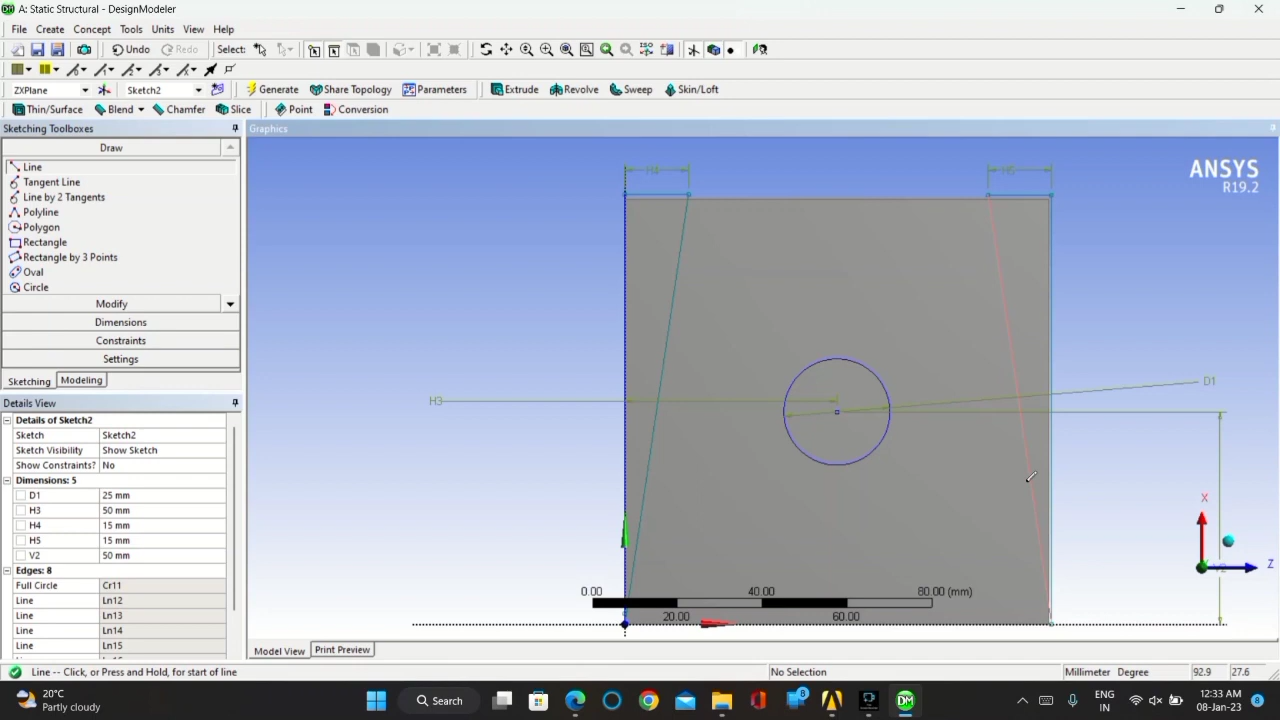 A: Static Structural - DesignModeler
File Create Concept Tools Units View Help
Undo Redo Select:
ZXPlane Sketch2 Generate Share Topology Parameters Extrude Revolve Sweep Skin/Loft
Thin/Surface Blend Chamfer Slice Point Conversion
Sketching Toolboxes
Draw
Line
Tangent Line
Line by 2 Tangents
Polyline
Polygon
Rectangle
Rectangle by 3 Points
Oval
Circle
Modify
Dimensions
Constraints
Settings
Sketching Modeling
Details View
Details of Sketch2
Sketch Sketch2
Sketch Visibility Show Sketch
Show Constraints? No
Dimensions: 5
D1 25 mm
H3 50 mm
H4 15 mm
H5 15 mm
V2 50 mm
Edges: 8
Full Circle Cr11
Line Ln12
Line Ln13
Line Ln14
Line Ln15
Graphics
ANSYS
R19.2
H4
H5
D1
H3
X
Z
0.00 40.00 80.00 (mm)
20.00 60.00
Model View Print Preview
Line -- Click, or Press and Hold, for start of line
No Selection
Millimeter Degree 92.9 27.6
20°C
Partly cloudy
Search
8
ENG
IN
12:33 AM
08-Jan-23
8